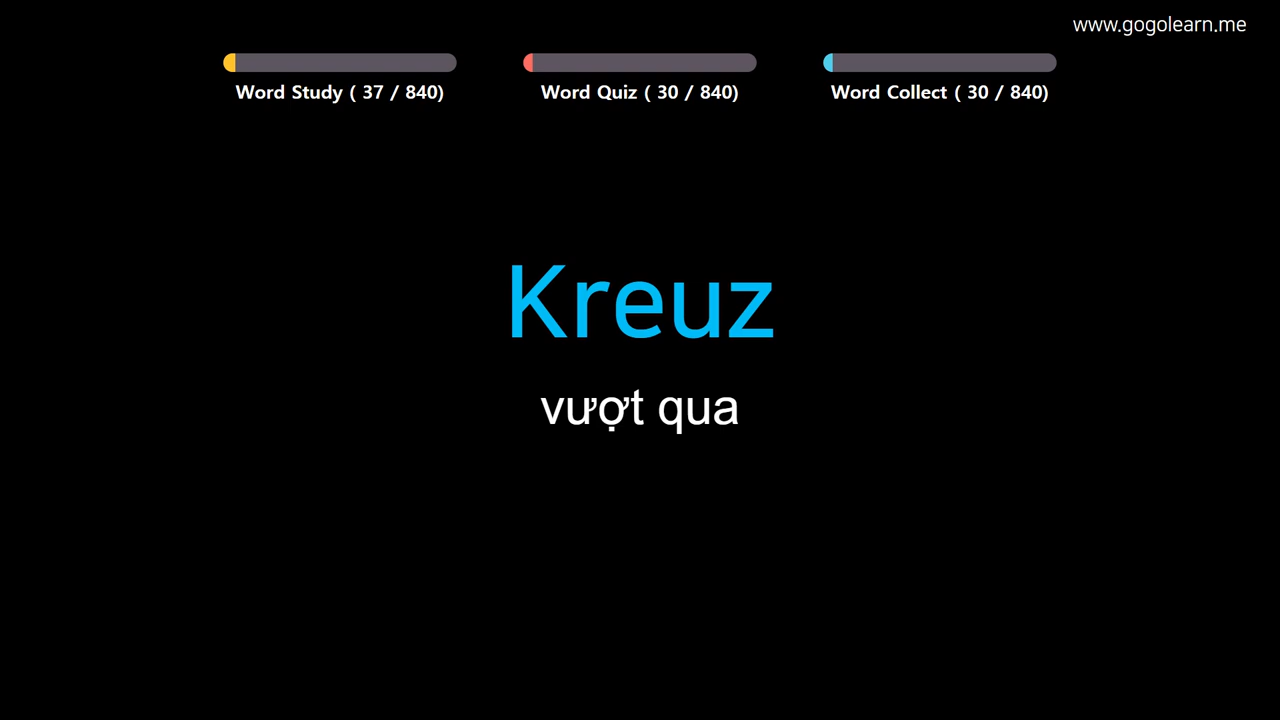 www.gogolearn.me
Word Study ( 37 / 840)
Word Quiz ( 30 / 840)
Word Collect ( 30 / 840)
Kreuz
vượt qua